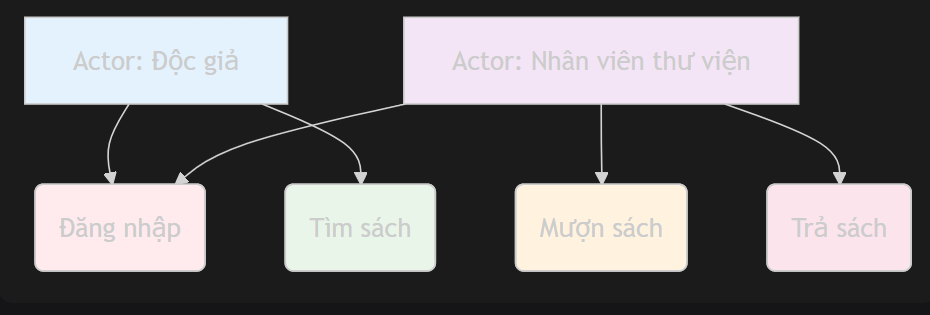 Actor: Độc giả
Actor: Nhân viên thư viện
Đăng nhập
Tìm sách
Mượn sách
Trả sách